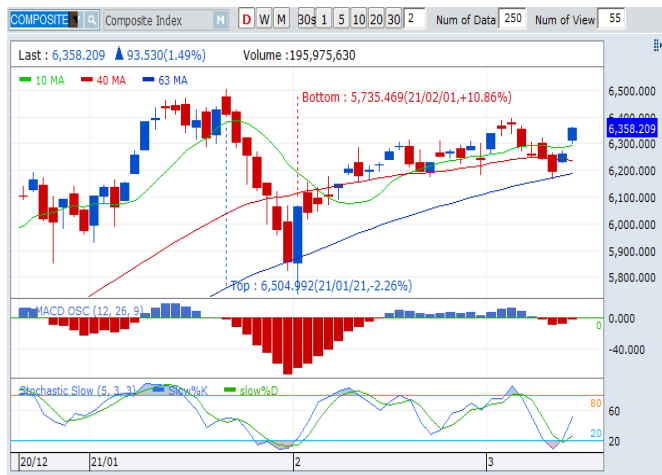 COMPOSITE Composite Index M D W M 30s 1 5 10 20 30 2 Num of Data 250 Num of View 55
Last : 6,358.209 ▲ 93.530(1.49%) Volume :195,975,630
10 MA 40 MA 63 MA
Bottom : 5,735.469(21/02/01,+10.86%)
Top : 6,504.992(21/01/21,-2.26%)
6,500.000
6,358.209
6,300.000
6,200.000
6,100.000
6,000.000
5,900.000
5,800.000
MACD OSC (12, 26, 9)
0.000
0
-40.000
Stochastic Slow (5, 3, 3) Slow%K slow%D
80
60
20
20
20/12 21/01 2 3